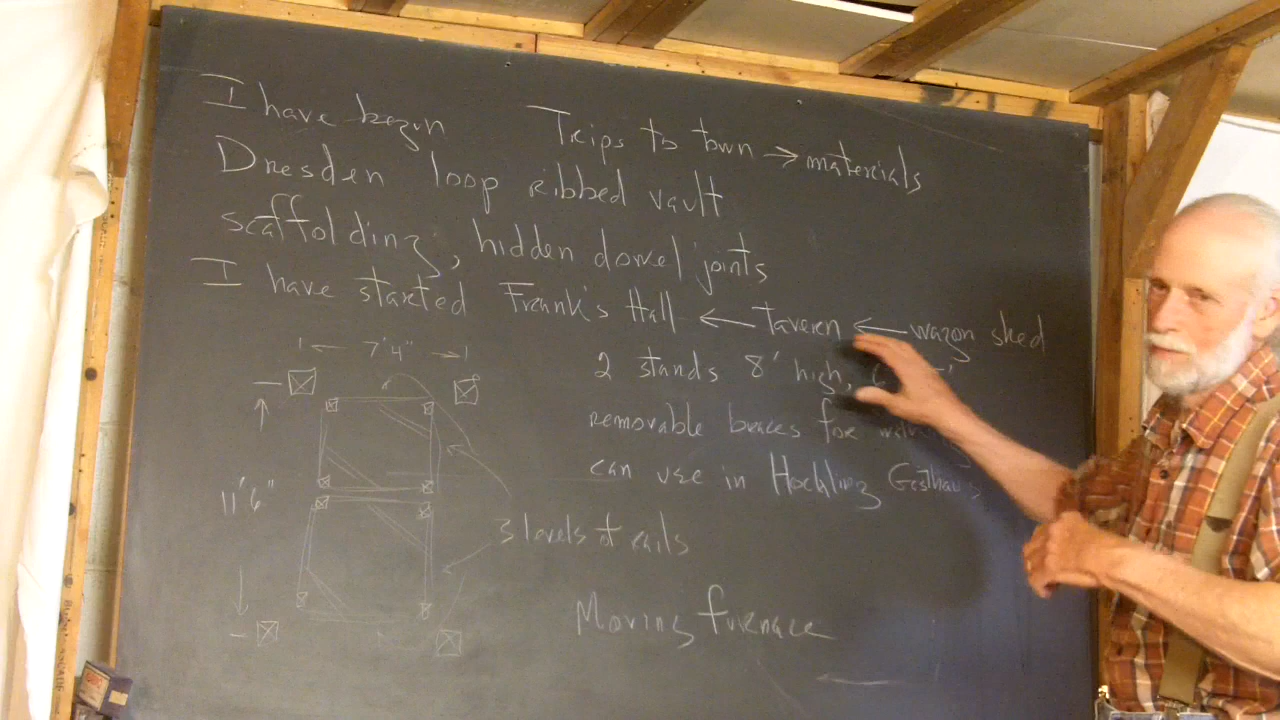 I have begun
Trips to town → materials
Dresden loop ribbed vault
scaffolding, hidden dowel joints
I have started Frank's Hall ← tavern ← wagon shed
7'4"
2 stands 8' high,
removable braces for
can use in Hochling Gasthaus
11'6"
3 levels of rails
Moving furnace